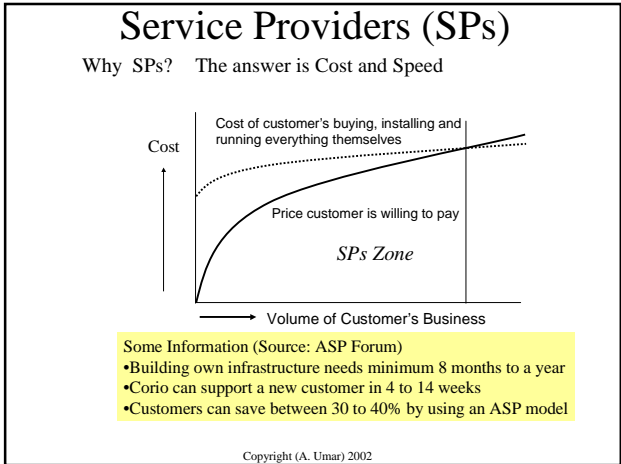 Service Providers (SPs)
Why SPs? The answer is Cost and Speed
Cost of customer's buying, installing and
running everything themselves
Cost
Price customer is willing to pay
SPs Zone
Volume of Customer's Business
Some Information (Source: ASP Forum)
•Building own infrastructure needs minimum 8 months to a year
•Corio can support a new customer in 4 to 14 weeks
•Customers can save between 30 to 40% by using an ASP model
Copyright (A. Umar) 2002